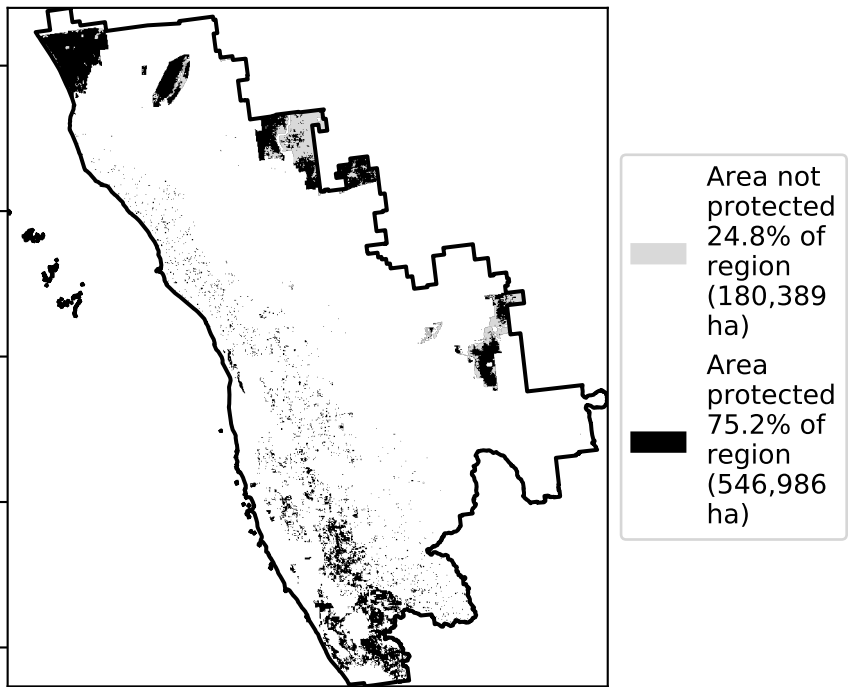 Area not
protected
24.8% of
region
(180,389
ha)
Area
protected
75.2% of
region
(546,986
ha)